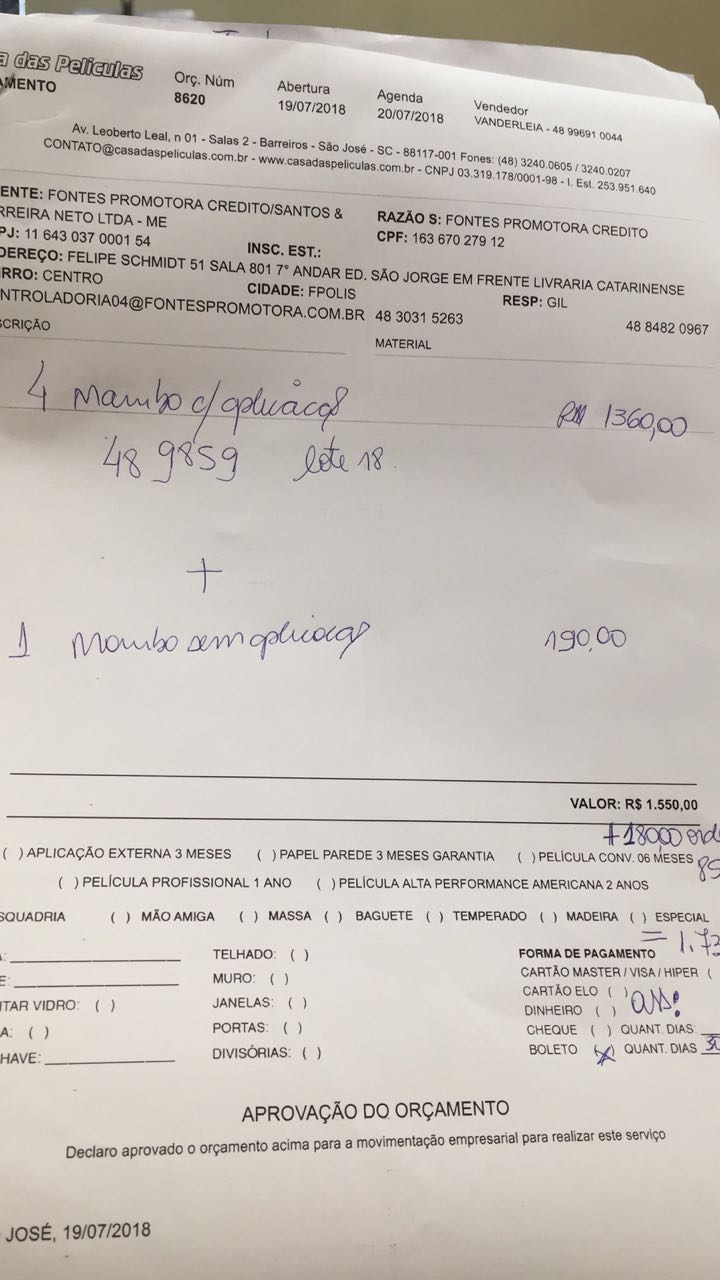 a das Películas
AMENTO
Orç. Núm
8620
Abertura
19/07/2018
Agenda
20/07/2018
Vendedor
VANDERLEIA - 48 99691 0044
Av. Leoberto Leal, n 01 - Salas 2 - Barreiros - São José - SC - 88117-001 Fones: (48) 3240.0605 / 3240.0207
CONTATO@casadaspeliculas.com.br - www.casadaspeliculas.com.br - CNPJ 03.319.178/0001-98 - I. Est. 253.951.640
ENTE: FONTES PROMOTORA CREDITO/SANTOS &
RREIRA NETO LTDA - ME
RAZÃO S: FONTES PROMOTORA CREDITO
PJ: 11 643 037 0001 54
INSC. EST.:
CPF: 163 670 279 12
DEREÇO: FELIPE SCHMIDT 51 SALA 801 7° ANDAR ED. SÃO JORGE EM FRENTE LIVRARIA CATARINENSE
IRRO: CENTRO
CIDADE: FPOLIS
RESP: GIL
NTROLADORIA04@FONTESPROMOTORA.COM.BR 48 3031 5263
48 8482 0967
SCRIÇÃO
MATERIAL
4 Mambo c/ aplicação R$ 1360,00
48 9859 lote 18.
+
1 Mambo sem aplicação 190,00
VALOR: R$ 1.550,00
+ 180,00
( ) APLICAÇÃO EXTERNA 3 MESES ( ) PAPEL PAREDE 3 MESES GARANTIA ( ) PELÍCULA CONV. 06 MESES
( ) PELÍCULA PROFISSIONAL 1 ANO ( ) PELÍCULA ALTA PERFORMANCE AMERICANA 2 ANOS
SQUADRIA ( ) MÃO AMIGA ( ) MASSA ( ) BAGUETE ( ) TEMPERADO ( ) MADEIRA ( ) ESPECIAL
= 1.73
A: TELHADO: ( )
FORMA DE PAGAMENTO
E: MURO: ( )
CARTÃO MASTER / VISA / HIPER (
TAR VIDRO: ( ) JANELAS: ( )
CARTÃO ELO ( )
DINHEIRO ( )
ass!
A: ( ) PORTAS: ( )
CHEQUE ( ) QUANT. DIAS:
HAVE: DIVISÓRIAS: ( )
BOLETO (x) QUANT. DIAS 30
APROVAÇÃO DO ORÇAMENTO
Declaro aprovado o orçamento acima para a movimentação empresarial para realizar este serviço
JOSÉ, 19/07/2018